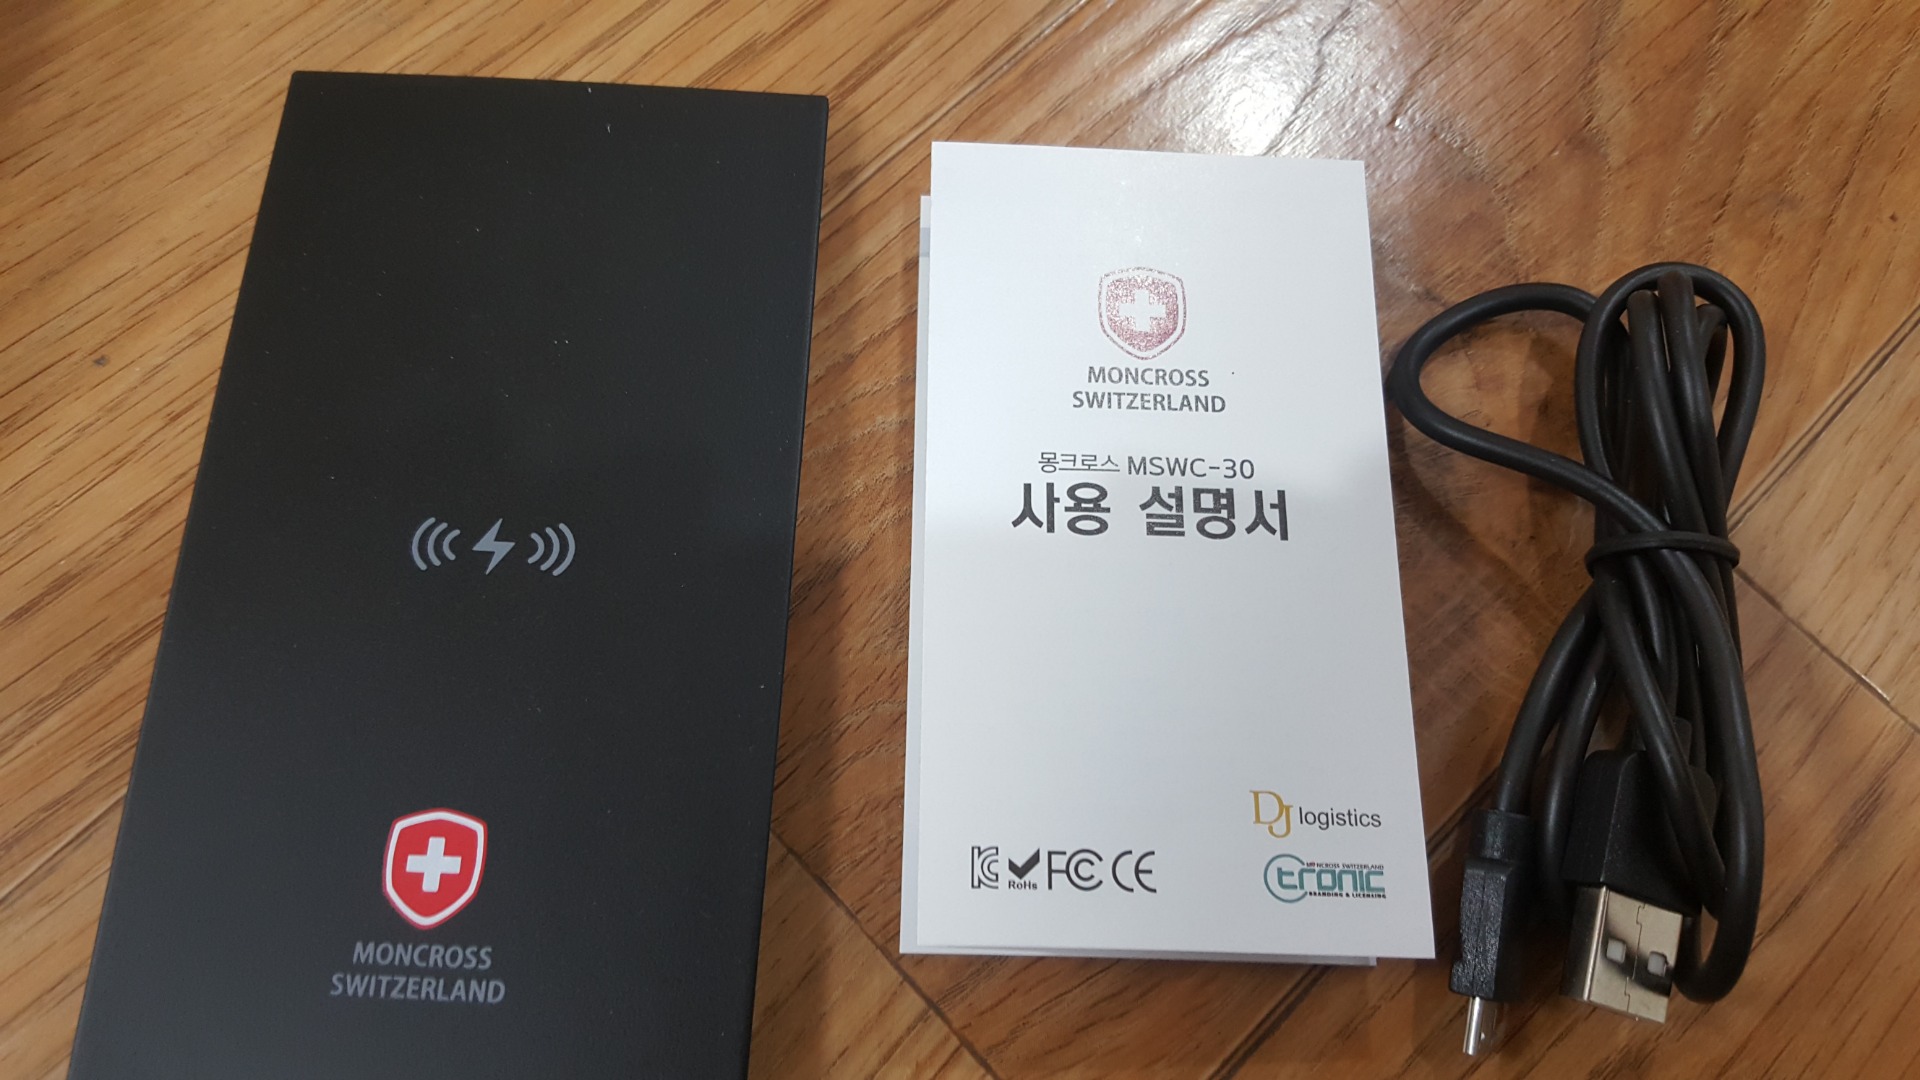 MONCROSS
SWITZERLAND
MONCROSS
SWITZERLAND
몽크로스 MSWC-30
사용 설명서
DJ logistics
RoHS FC CE
MONCROSS SWITZERLAND
tronic
BRANDING & LICENSING